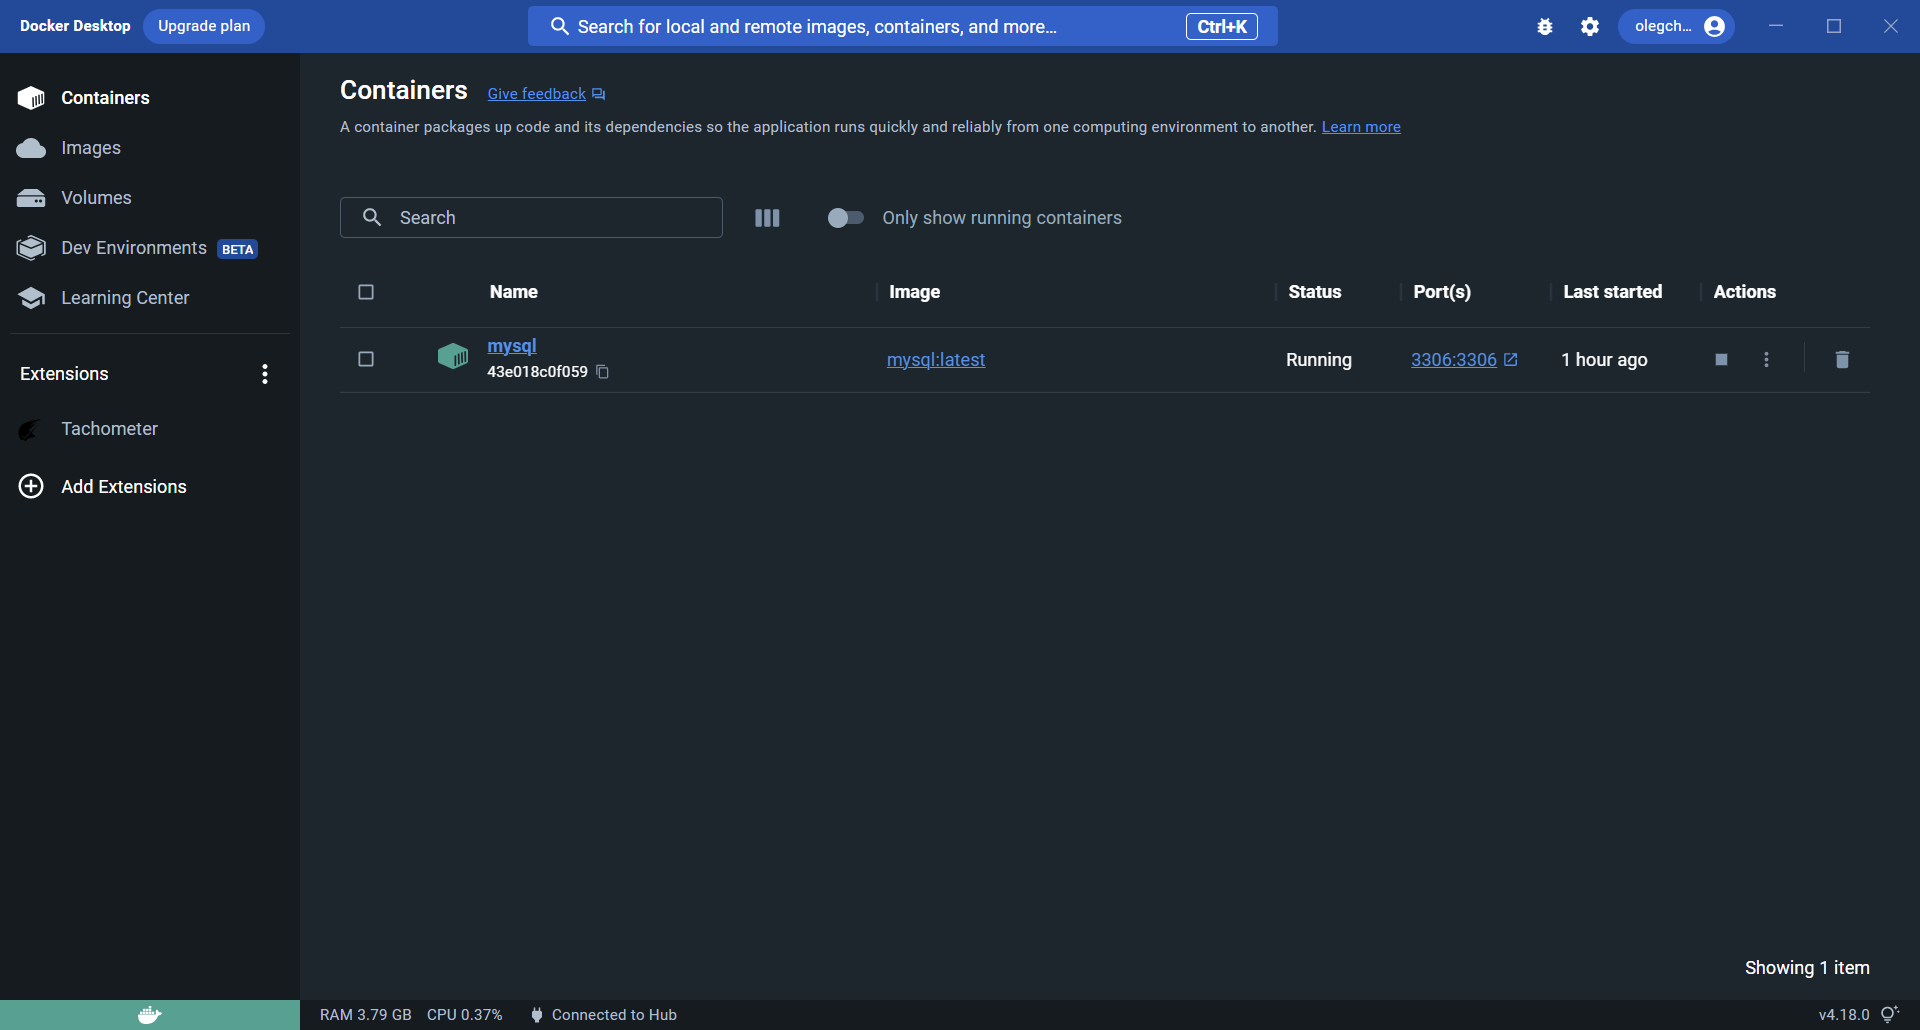 Docker Desktop Upgrade plan Search for local and remote images, containers, and more... Ctrl+K olegch...
Containers
Images
Volumes
Dev Environments BETA
Learning Center
Extensions
Tachometer
Add Extensions
Containers Give feedback
A container packages up code and its dependencies so the application runs quickly and reliably from one computing environment to another. Learn more
Search Only show running containers
Name Image Status Port(s) Last started Actions
mysql mysql:latest Running 3306:3306 1 hour ago
43e018c0f059
Showing 1 item
RAM 3.79 GB CPU 0.37% Connected to Hub v4.18.0